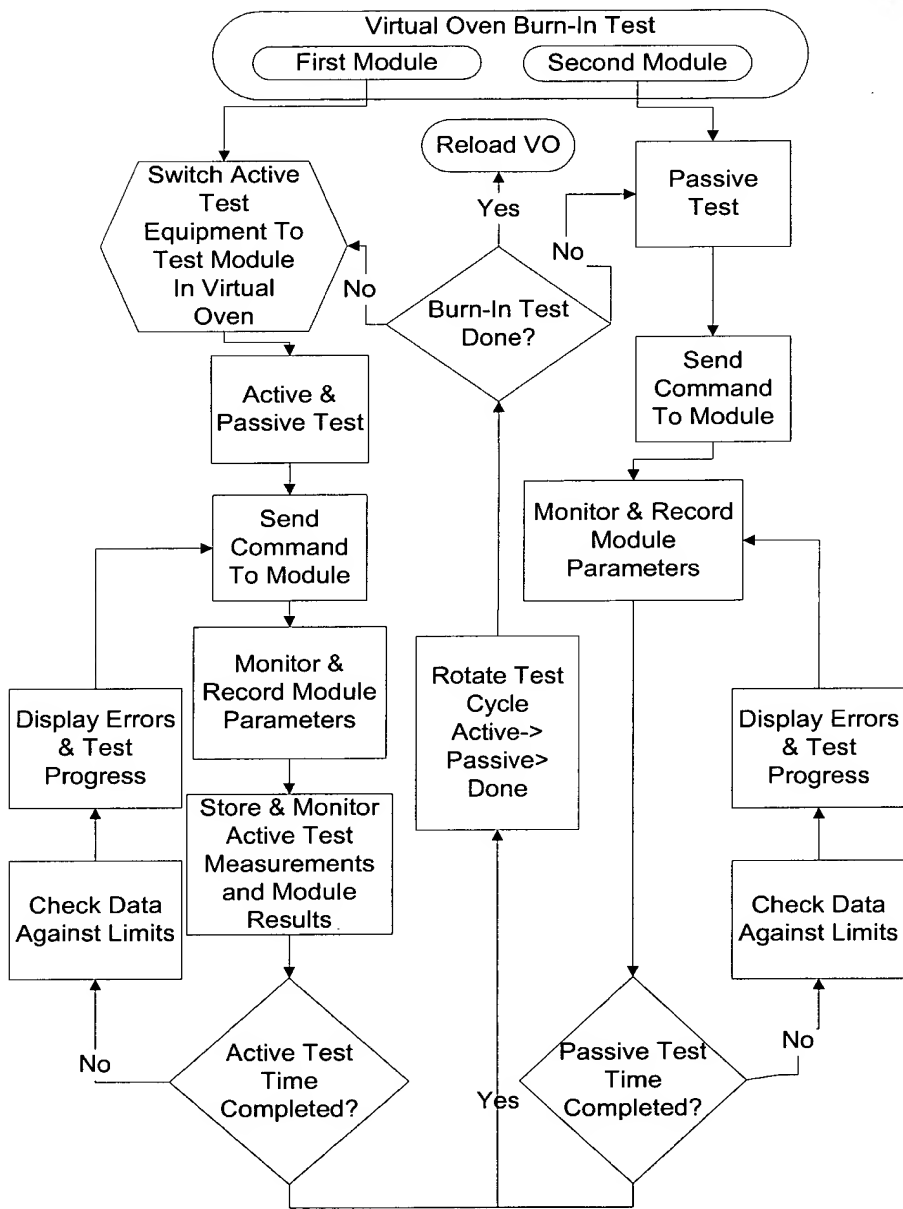 Virtual Oven Burn-In Test
First Module
Second Module
Reload VO
Switch Active
Test
Equipment To
Test Module
In Virtual
Oven
Passive
Test
Yes
No
No
Burn-In Test
Done?
Active &
Passive Test
Send
Command
To Module
Send
Command
To Module
Monitor & Record
Module
Parameters
Monitor &
Record Module
Parameters
Rotate Test
Cycle
Active->
Passive>
Done
Display Errors
& Test
Progress
Display Errors
& Test
Progress
Store & Monitor
Active Test
Measurements
and Module
Results
Check Data
Against Limits
Check Data
Against Limits
No
Active Test
Time
Completed?
Yes
Passive Test
Time
Completed?
No